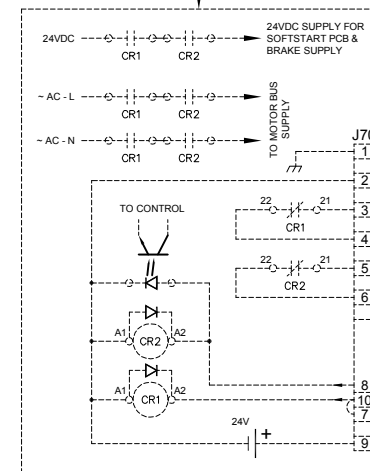 24VDC
CR1
CR2
24VDC SUPPLY FOR
SOFTSTART PCB &
BRAKE SUPPLY
~ AC - L
CR1
CR2
~ AC - N
CR1
CR2
TO MOTOR BUS
SUPPLY
J70
1
2
TO CONTROL
22
21
3
CR1
4
22
21
5
CR2
6
A1
CR2
A2
A1
CR1
A2
8
10
7
24V
+
9